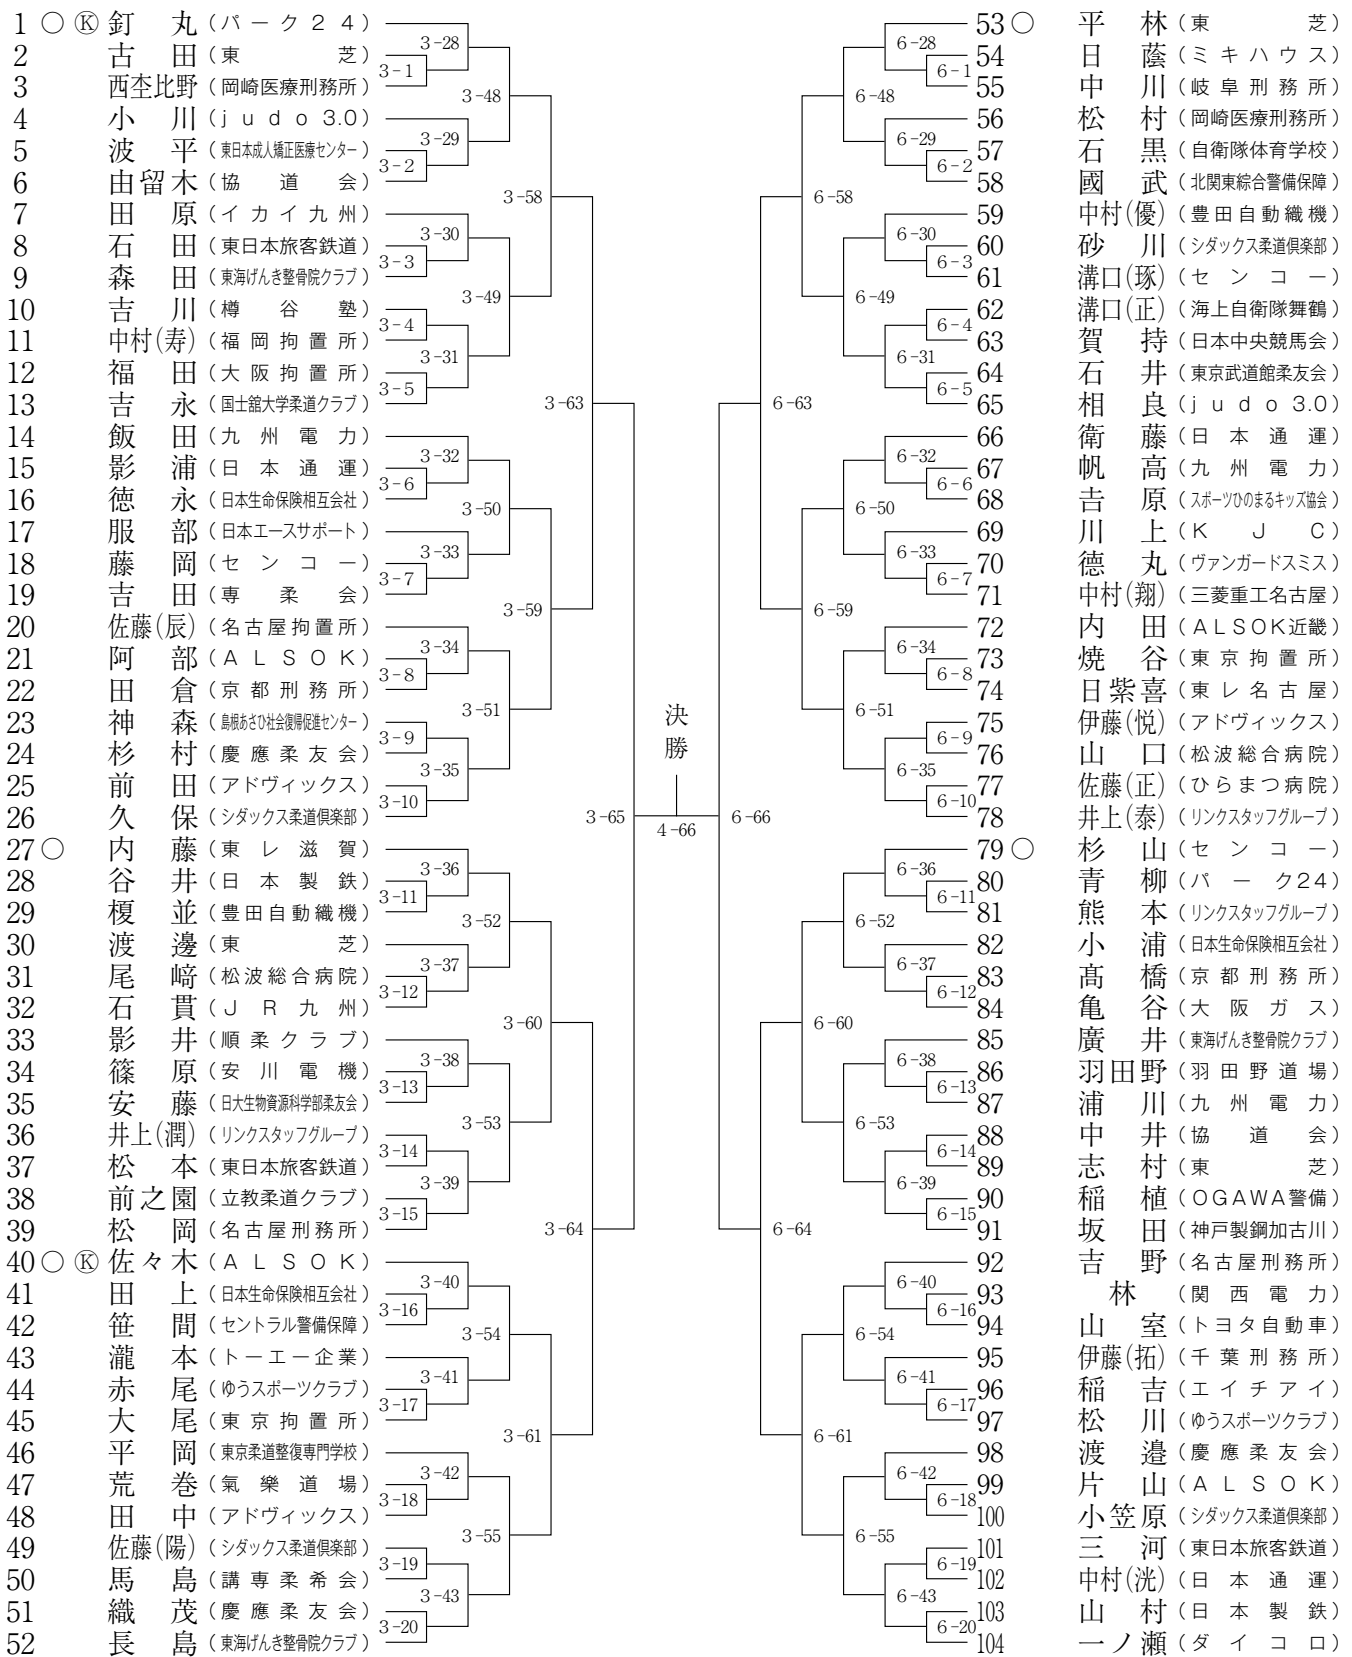 1 ○ Ⓚ 釘丸 (パーク24)
2 古田 (東芝)
3 西杢比野 (岡崎医療刑務所)
4 小川 (judo 3.0)
5 波平 (東日本成人矯正医療センター)
6 由留木 (協道会)
7 田原 (イカイ九州)
8 石田 (東日本旅客鉄道)
9 森田 (東海げんき整骨院クラブ)
10 吉川 (樽谷塾)
11 中村(寿) (福岡拘置所)
12 福田 (大阪拘置所)
13 吉永 (国士舘大学柔道クラブ)
14 飯田 (九州電力)
15 影浦 (日本通運)
16 徳永 (日本生命保険相互会社)
17 服部 (日本エースサポート)
18 藤岡 (センコー)
19 吉田 (専柔会)
20 佐藤(辰) (名古屋拘置所)
21 阿部 (ALSOK)
22 田倉 (京都刑務所)
23 神森 (島根あさひ社会復帰促進センター)
24 杉村 (慶應柔友会)
25 前田 (アドヴィックス)
26 久保 (シダックス柔道倶楽部)
27 ○ 内藤 (東レ滋賀)
28 谷井 (日本製鉄)
29 榎並 (豊田自動織機)
30 渡邊 (東芝)
31 尾﨑 (松波総合病院)
32 石貫 (JR九州)
33 影井 (順柔クラブ)
34 篠原 (安川電機)
35 安藤 (日大生物資源科学部柔友会)
36 井上(潤) (リンクスタッフグループ)
37 松本 (東日本旅客鉄道)
38 前之園 (立教柔道クラブ)
39 松岡 (名古屋刑務所)
40 ○ Ⓚ 佐々木 (ALSOK)
41 田上 (日本生命保険相互会社)
42 笹間 (セントラル警備保障)
43 瀧本 (トーエー企業)
44 赤尾 (ゆうスポーツクラブ)
45 大尾 (東京拘置所)
46 平岡 (東京柔道整復専門学校)
47 荒巻 (氣樂道場)
48 田中 (アドヴィックス)
49 佐藤(陽) (シダックス柔道倶楽部)
50 馬島 (講専柔希会)
51 織茂 (慶應柔友会)
52 長島 (東海げんき整骨院クラブ)
3-1
3-2
3-3
3-4
3-5
3-6
3-7
3-8
3-9
3-10
3-11
3-12
3-13
3-14
3-15
3-16
3-17
3-18
3-19
3-20
3-28
3-29
3-30
3-31
3-32
3-33
3-34
3-35
3-36
3-37
3-38
3-39
3-40
3-41
3-42
3-43
3-48
3-49
3-50
3-51
3-52
3-53
3-54
3-55
3-58
3-59
3-60
3-61
3-63
3-64
3-65
決勝
4-66
6-66
6-63
6-64
6-58
6-59
6-60
6-61
6-48
6-49
6-50
6-51
6-52
6-53
6-54
6-55
6-28
6-29
6-30
6-31
6-32
6-33
6-34
6-35
6-36
6-37
6-38
6-39
6-40
6-41
6-42
6-43
6-1
6-2
6-3
6-4
6-5
6-6
6-7
6-8
6-9
6-10
6-11
6-12
6-13
6-14
6-15
6-16
6-17
6-18
6-19
6-20
53 ○ 平林 (東芝)
54 日蔭 (ミキハウス)
55 中川 (岐阜刑務所)
56 松村 (岡崎医療刑務所)
57 石黒 (自衛隊体育学校)
58 國武 (北関東綜合警備保障)
59 中村(優) (豊田自動織機)
60 砂川 (シダックス柔道倶楽部)
61 溝口(琢) (センコー)
62 溝口(正) (海上自衛隊舞鶴)
63 賀持 (日本中央競馬会)
64 石井 (東京武道館柔友会)
65 相良 (judo 3.0)
66 衛藤 (日本通運)
67 帆高 (九州電力)
68 𠮷原 (スポーツひのまるキッズ協会)
69 川上 (KJC)
70 德丸 (ヴァンガードスミス)
71 中村(翔) (三菱重工名古屋)
72 内田 (ALSOK近畿)
73 焼谷 (東京拘置所)
74 日紫喜 (東レ名古屋)
75 伊藤(悦) (アドヴィックス)
76 山口 (松波総合病院)
77 佐藤(正) (ひらまつ病院)
78 井上(泰) (リンクスタッフグループ)
79 ○ 杉山 (センコー)
80 青柳 (パーク24)
81 熊本 (リンクスタッフグループ)
82 小浦 (日本生命保険相互会社)
83 髙橋 (京都刑務所)
84 亀谷 (大阪ガス)
85 廣井 (東海げんき整骨院クラブ)
86 羽田野 (羽田野道場)
87 浦川 (九州電力)
88 中井 (協道会)
89 志村 (東芝)
90 稲植 (OGAWA警備)
91 坂田 (神戸製鋼加古川)
92 吉野 (名古屋刑務所)
93 林 (関西電力)
94 山室 (トヨタ自動車)
95 伊藤(拓) (千葉刑務所)
96 稲吉 (エイチアイ)
97 松川 (ゆうスポーツクラブ)
98 渡邉 (慶應柔友会)
99 片山 (ALSOK)
100 小笠原 (シダックス柔道倶楽部)
101 三河 (東日本旅客鉄道)
102 中村(洸) (日本通運)
103 山村 (日本製鉄)
104 一ノ瀬 (ダイコロ)